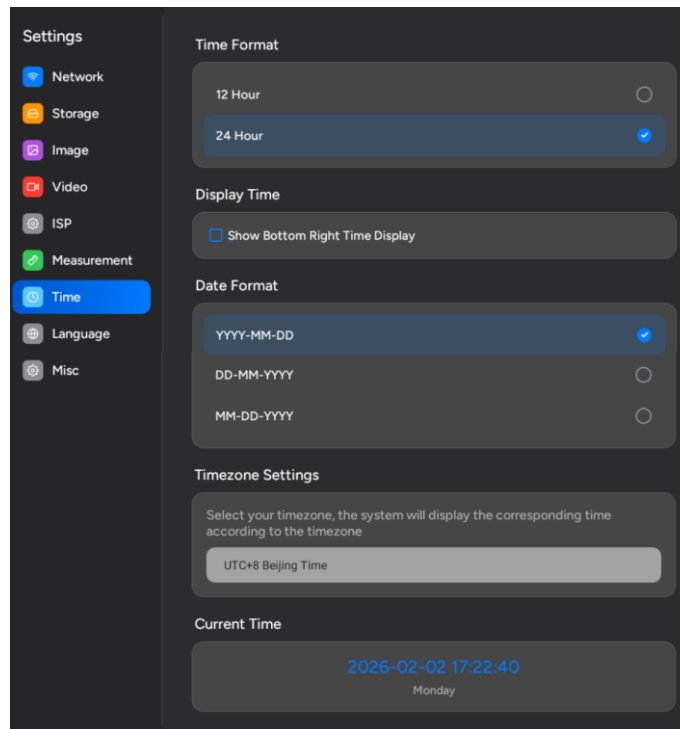 Settings
Network
Storage
Image
Video
ISP
Measurement
Time
Language
Misc
Time Format
12 Hour
24 Hour
Display Time
Show Bottom Right Time Display
Date Format
YYYY-MM-DD
DD-MM-YYYY
MM-DD-YYYY
Timezone Settings
Select your timezone, the system will display the corresponding time
according to the timezone
UTC+8 Beijing Time
Current Time
2026-02-02 17:22:40
Monday